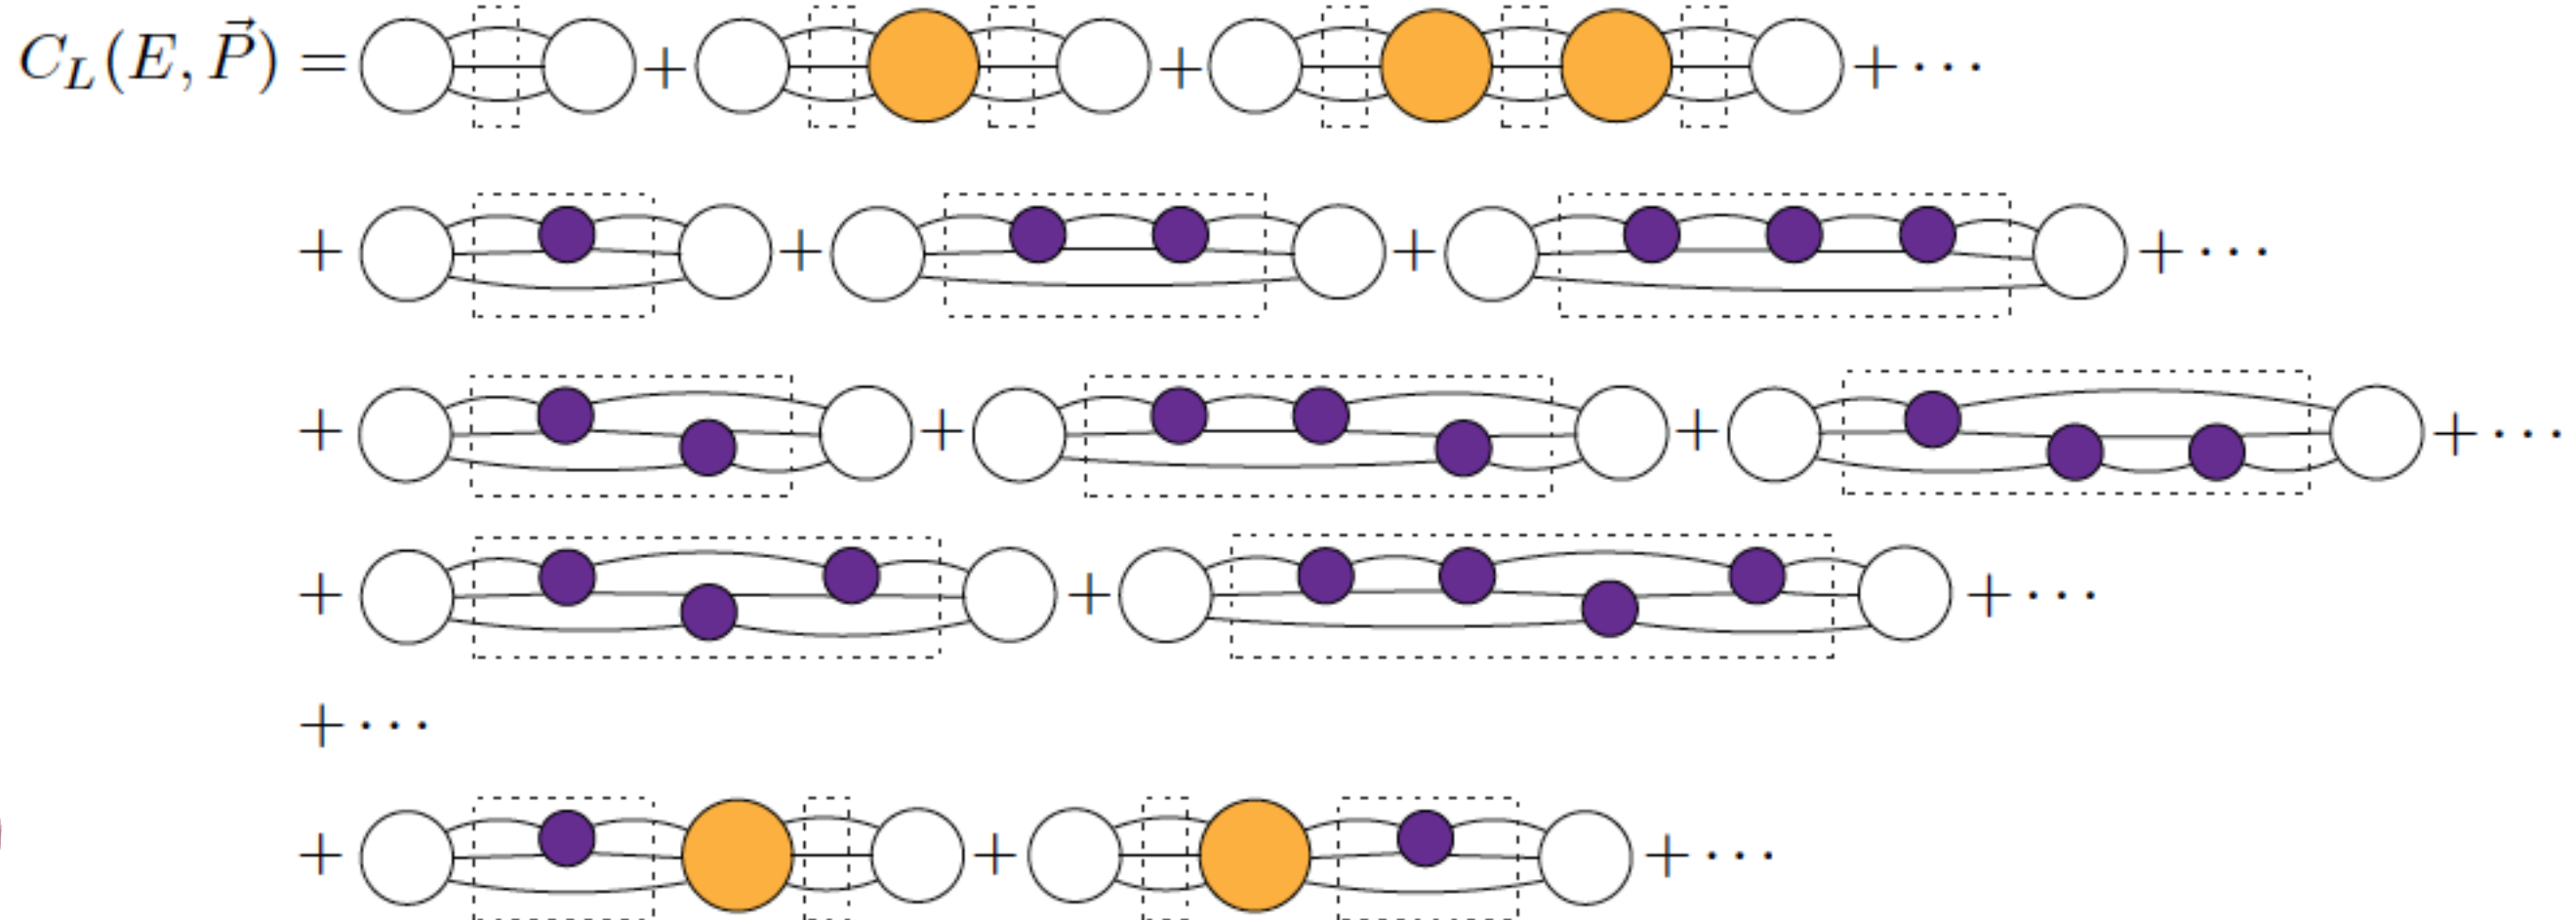 C_L(E, \vec{P}) = + + + ⋯
+ + + + ⋯
+ + + + ⋯
+ + + ⋯
+ ⋯
+ + + ⋯